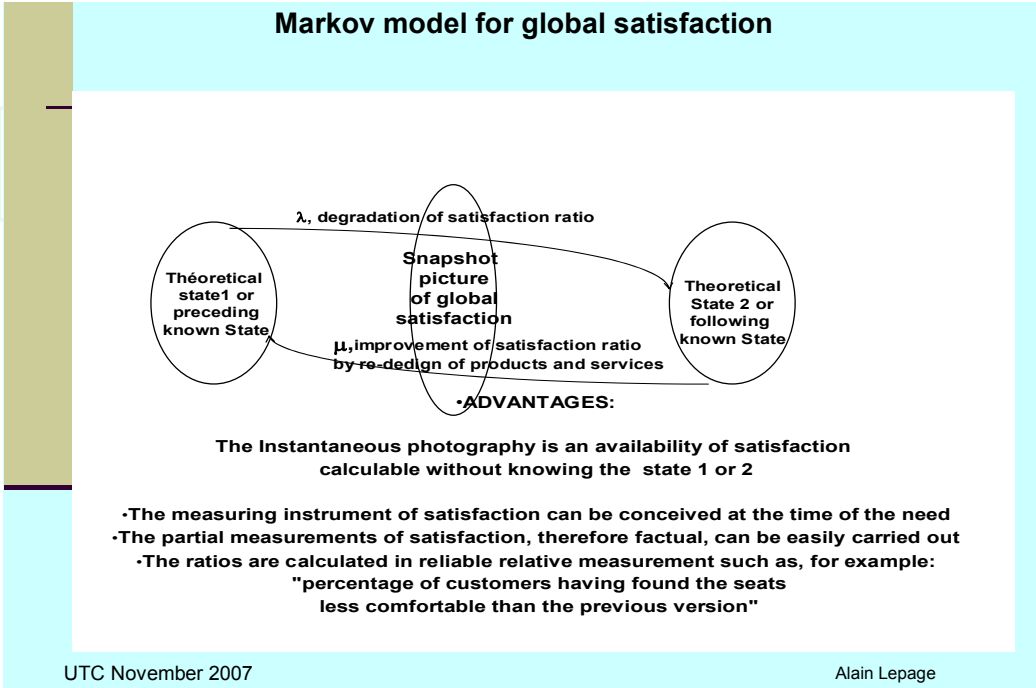 Markov model for global satisfaction
λ, degradation of satisfaction ratio
Théoretical
state1 or
preceding
known State
Snapshot
picture
of global
satisfaction
Theoretical
State 2 or
following
known State
μ,improvement of satisfaction ratio
by re-dedign of products and services
•ADVANTAGES:
The Instantaneous photography is an availability of satisfaction
calculable without knowing the state 1 or 2
•The measuring instrument of satisfaction can be conceived at the time of the need
•The partial measurements of satisfaction, therefore factual, can be easily carried out
•The ratios are calculated in reliable relative measurement such as, for example:
"percentage of customers having found the seats
less comfortable than the previous version"
UTC November 2007
Alain Lepage